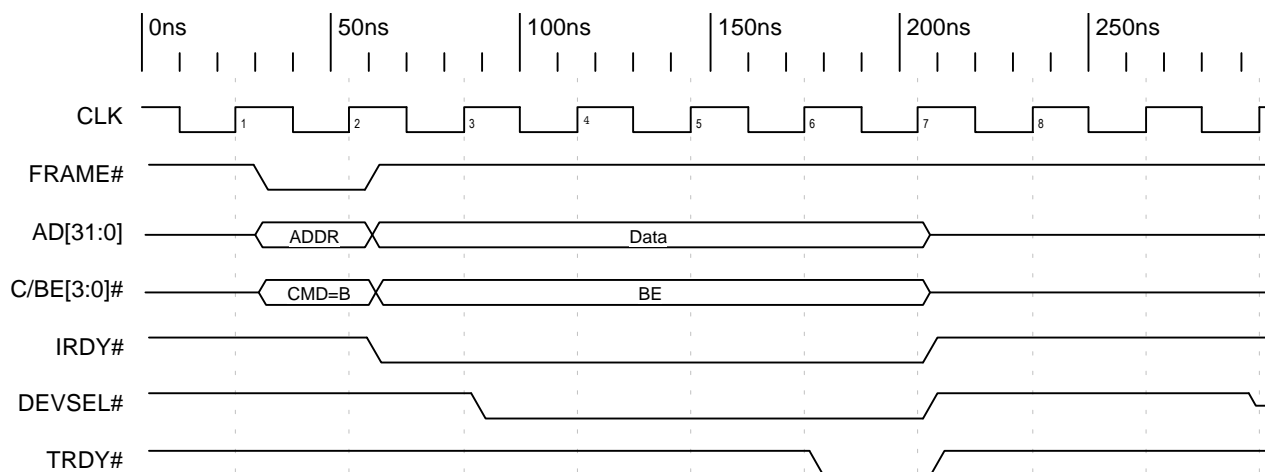 0ns 50ns 100ns 150ns 200ns 250ns
CLK 1 2 3 4 5 6 7 8
FRAME#
AD[31:0] ADDR Data
C/BE[3:0]# CMD=B BE
IRDY#
DEVSEL#
TRDY#